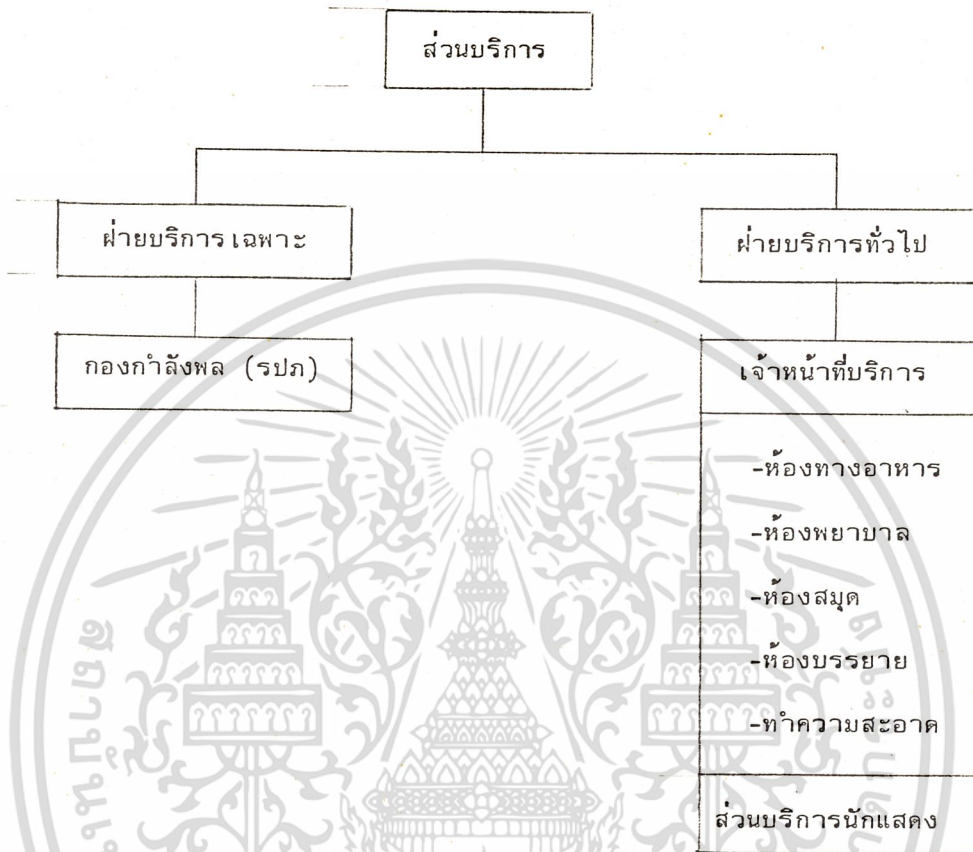 ส่วนบริการ
ฝ่ายบริการเฉพาะ
ฝ่ายบริการทั่วไป
กองกำลังพล (รปภ)
เจ้าหน้าที่บริการ
-ห้องทางอาหาร
-ห้องพยาบาล
-ห้องสมุด
-ห้องบรรยาย
-ทำความสะอาด
ส่วนบริการนักแสดง